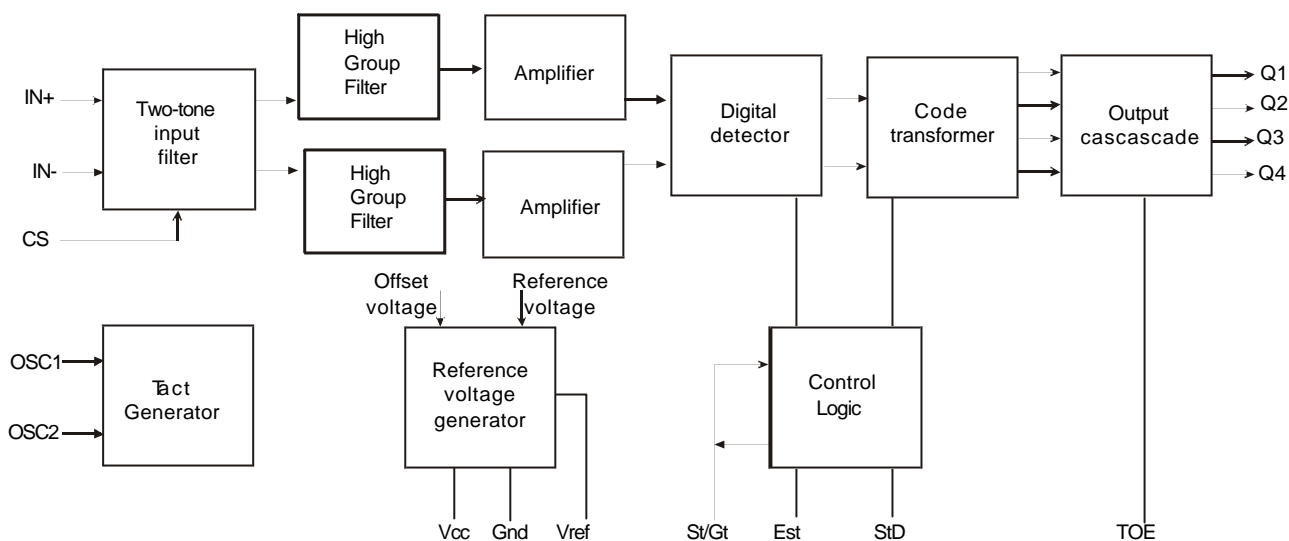 IN+
IN-
CS
Two-tone
input
filter
High
Group
Filter
Amplifier
High
Group
Filter
Amplifier
Digital
detector
Code
transformer
Output
cascascade
Q1
Q2
Q3
Q4
OSC1
OSC2
Tact
Generator
Offset
voltage
Reference
voltage
Reference
voltage
generator
Control
Logic
Vcc
Gnd
Vref
St/Gt
Est
StD
TOE